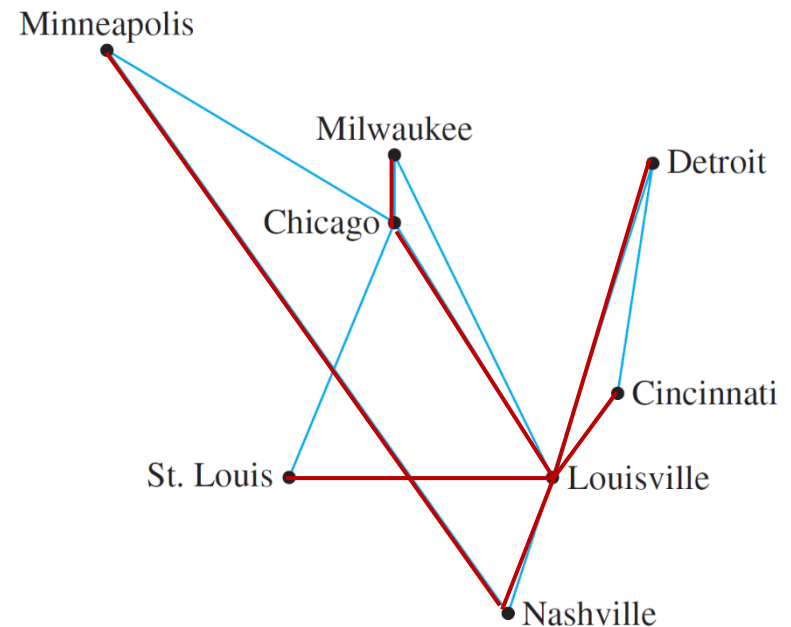 Minneapolis
Milwaukee
Detroit
Chicago
Cincinnati
St. Louis
Louisville
Nashville